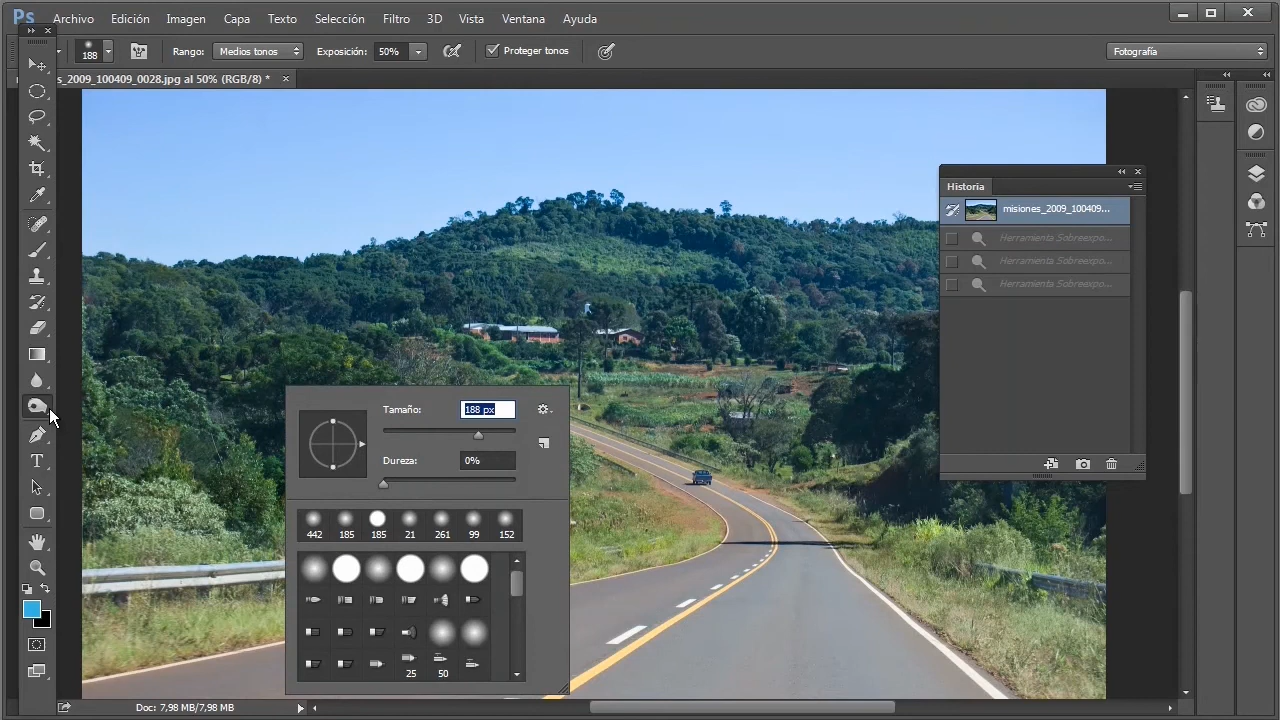 Ps Archivo Edición Imagen Capa Texto Selección Filtro 3D Vista Ventana Ayuda
188 Rango: Medios tonos Exposición: 50% Proteger tonos Fotografía
s_2009_100409_0028.jpg al 50% (RGB/8) *
Historia
misiones_2009_100409...
Herramienta Sobreexpo...
Herramienta Sobreexpo...
Herramienta Sobreexpo...
Tamaño: 188 px
Dureza: 0%
442 185 185 21 261 99 152
25 50
T
Doc: 7,98 MB/7,98 MB